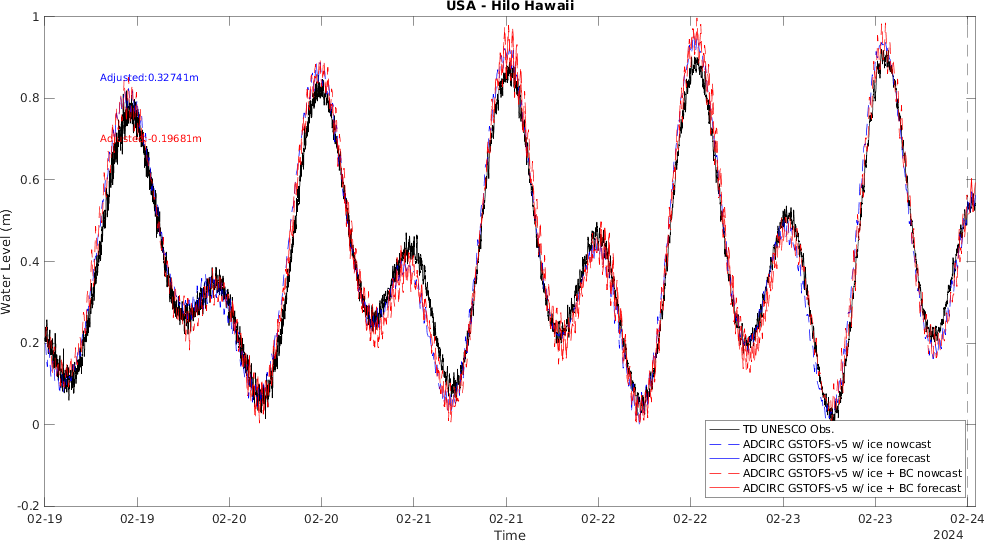 USA - Hilo Hawaii
1
0.8
0.6
0.4
0.2
0
-0.2
Water Level (m)
Adjusted:0.32741m
Adjusted-0.19681m
TD UNESCO Obs.
ADCIRC GSTOFS-v5 w/ ice nowcast
ADCIRC GSTOFS-v5 w/ ice forecast
ADCIRC GSTOFS-v5 w/ ice + BC nowcast
ADCIRC GSTOFS-v5 w/ ice + BC forecast
02-19 02-19 02-20 02-20 02-21 02-21 02-22 02-22 02-23 02-23 02-24
Time
2024